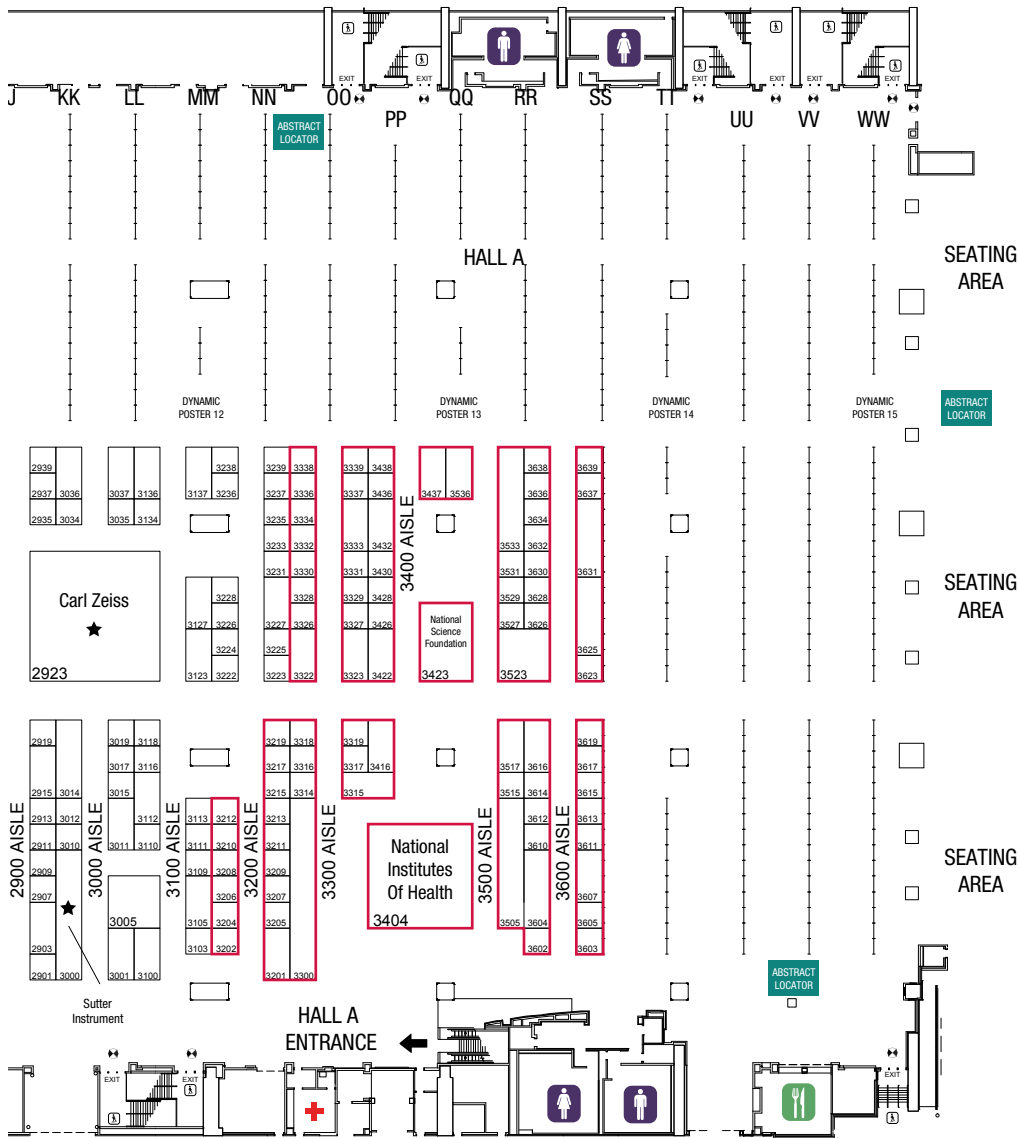 EXIT EXIT EXIT EXIT EXIT EXIT
J KK LL MM NN OO QQ RR SS TT
PP UU VV WW
ABSTRACT
LOCATOR
HALL A
SEATING
AREA
DYNAMIC
POSTER 12
DYNAMIC
POSTER 13
DYNAMIC
POSTER 14
DYNAMIC
POSTER 15
ABSTRACT
LOCATOR
2939 3238 3239 3338 3339 3438 3638 3639
2937 3036 3037 3136 3137 3236 3237 3336 3337 3436 3437 3536 3636 3637
2935 3034 3035 3134 3235 3334 3634
3233 3332 3333 3432 3533 3632
3400 AISLE
3231 3330 3331 3430 3531 3630 3631
Carl Zeiss
3228 3328 3329 3428 3529 3628
3127 3226 3227 3326 3327 3426 3527 3626
National
Science
Foundation
3224 3225 3625
2923 3123 3222 3223 3322 3323 3422 3423 3523 3623
SEATING
AREA
2919 3019 3118 3219 3318 3319 3619
3017 3116 3217 3316 3317 3416 3517 3616 3617
2915 3014 3015 3215 3314 3315 3515 3614 3615
2913 3012 3112 3113 3212 3213 3612 3613
2911 3010 3011 3110 3111 3210 3211 3610 3611
2909 3109 3208 3209
2907 3206 3207 3607
3005 3105 3204 3205 3404 3505 3604 3605
2903 3103 3202 3602 3603
2901 3000 3001 3100 3201 3300
2900 AISLE
3000 AISLE
3100 AISLE
3200 AISLE
3300 AISLE
3500 AISLE
3600 AISLE
National
Institutes
Of Health
SEATING
AREA
Sutter
Instrument
ABSTRACT
LOCATOR
HALL A
ENTRANCE
EXIT EXIT EXIT EXIT